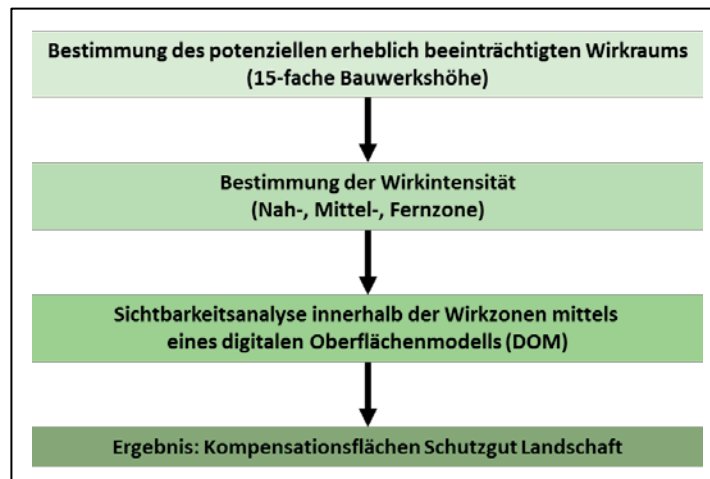 Bestimmung des potenziellen erheblich beeinträchtigten Wirkraums
(15-fache Bauwerkshöhe)
Bestimmung der Wirkintensität
(Nah-, Mittel-, Fernzone)
Sichtbarkeitsanalyse innerhalb der Wirkzonen mittels
eines digitalen Oberflächenmodells (DOM)
Ergebnis: Kompensationsflächen Schutzgut Landschaft